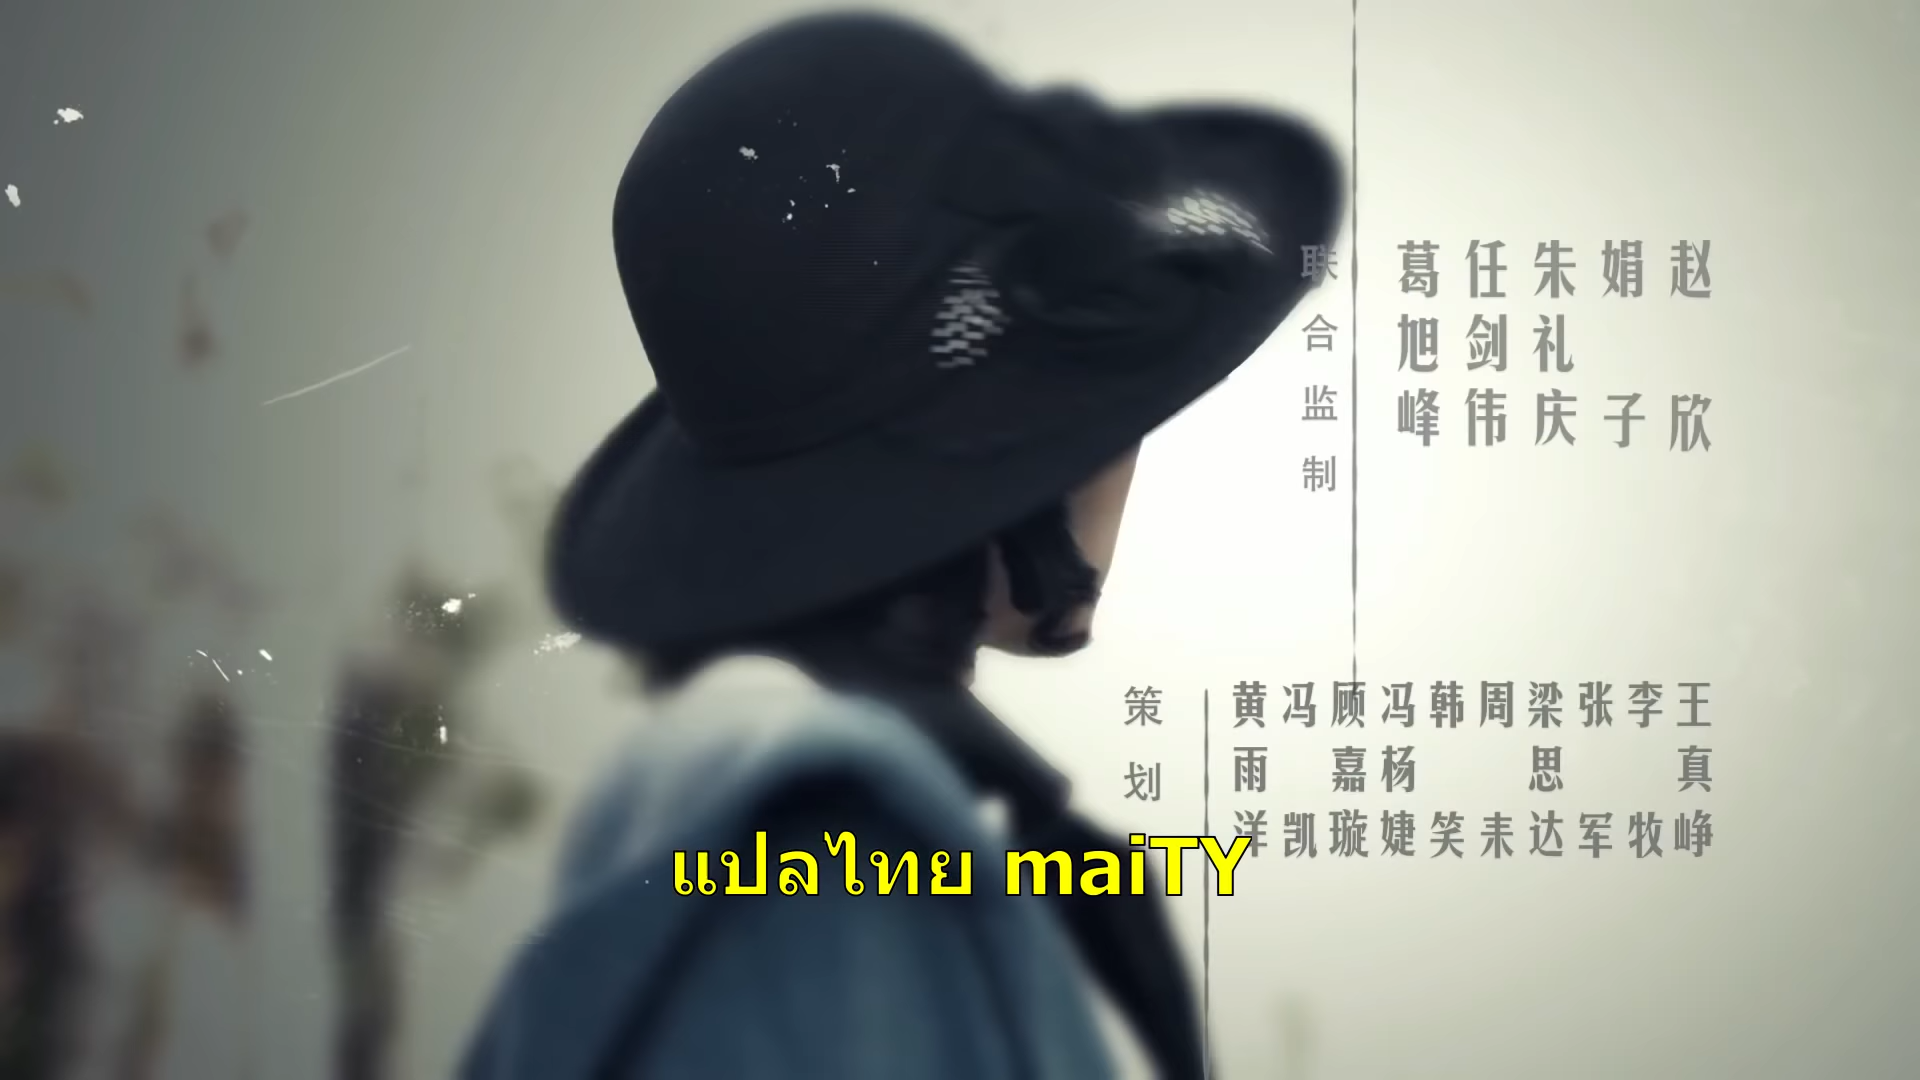 联合监制
葛旭峰
任剑伟
朱礼庆
娟子
赵欣
策划
黄雨洋
冯凯
顾嘉璇
冯杨婕
韩笑
周耒
梁思达
张军
李牧
王真峥
แปลไทย maiTY